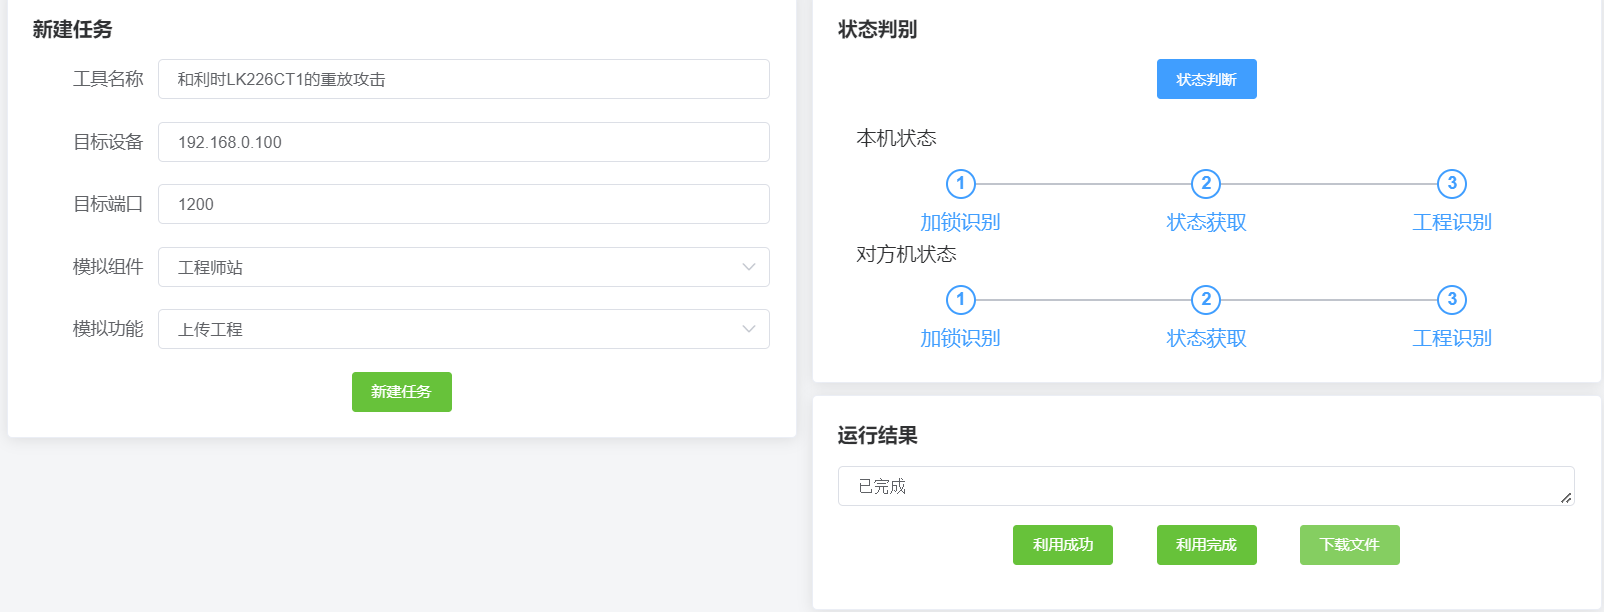 新建任务
工具名称
和利时LK226CT1的重放攻击
目标设备
192.168.0.100
目标端口
1200
模拟组件
工程师站
模拟功能
上传工程
新建任务
状态判别
状态判断
本机状态
1 2 3
加锁识别 状态获取 工程识别
对方机状态
1 2 3
加锁识别 状态获取 工程识别
运行结果
已完成
利用成功 利用完成 下载文件